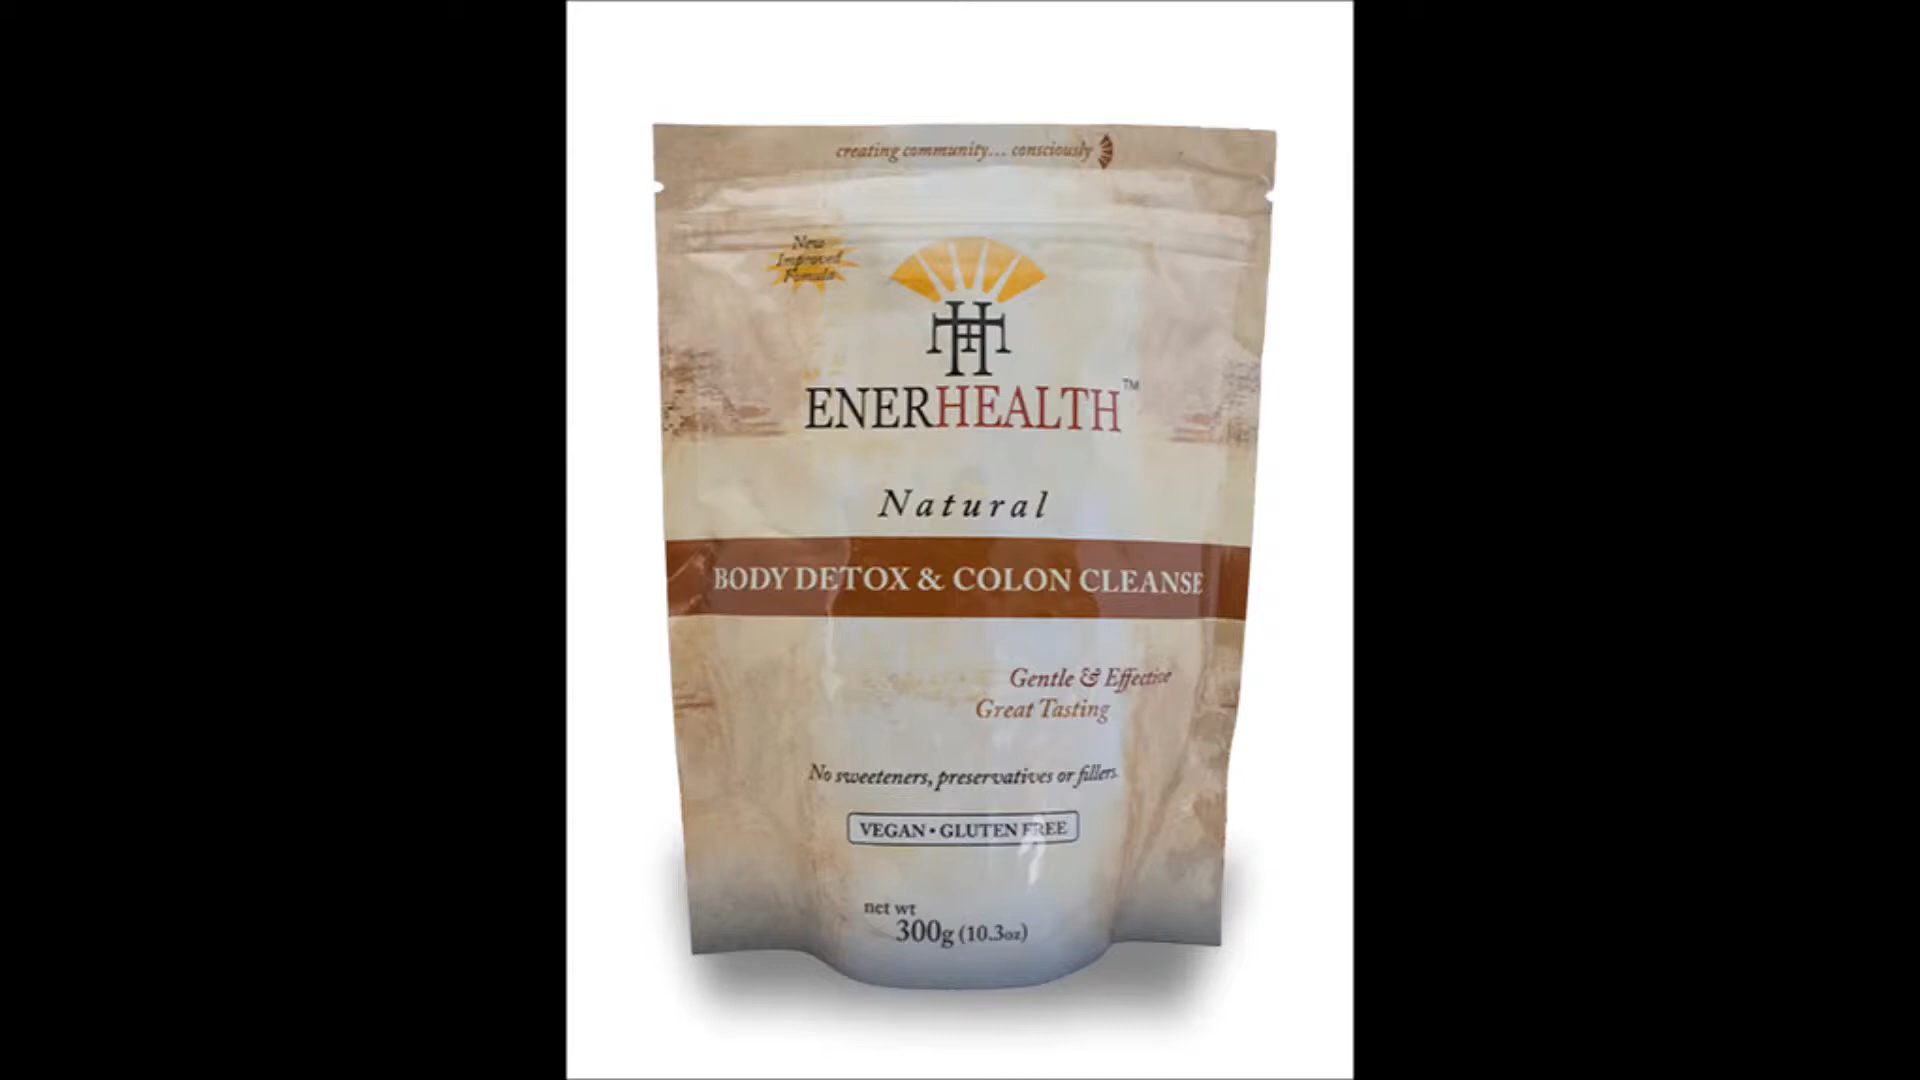 creating community... consciously
New
Improved
Formula
ENERHEALTH™
Natural
BODY DETOX & COLON CLEANSE
Gentle & Effective
Great Tasting
No sweeteners, preservatives or fillers.
VEGAN • GLUTEN FREE
net wt
300g (10.3oz)